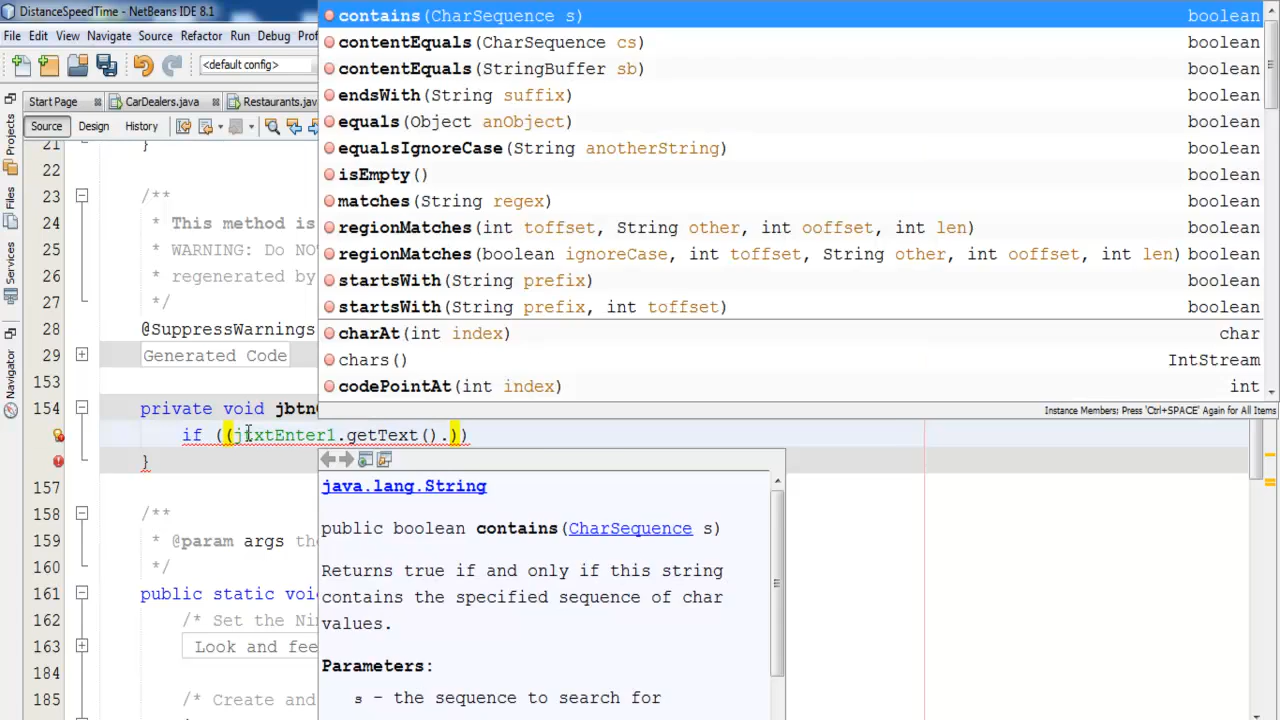 DistanceSpeedTime - NetBeans IDE 8.1
File Edit View Navigate Source Refactor Run Debug
<default config>
Start Page CarDealers.java Restaurants.jav
Source Design History
Projects
Files
Services
Navigator
contains(CharSequence s) boolean
contentEquals(CharSequence cs) boolean
contentEquals(StringBuffer sb) boolean
endsWith(String suffix) boolean
equals(Object anObject) boolean
equalsIgnoreCase(String anotherString) boolean
isEmpty() boolean
matches(String regex) boolean
regionMatches(int toffset, String other, int ooffset, int len) boolean
regionMatches(boolean ignoreCase, int toffset, String other, int ooffset, int len) boolean
startsWith(String prefix) boolean
startsWith(String prefix, int toffset) boolean
charAt(int index) char
chars() IntStream
codePointAt(int index) int
Instance Members; Press 'Ctrl+SPACE' Again for All Items
21 }
22
23 /**
24 * This method is
25 * WARNING: Do NO
26 * regenerated by
27 */
28 @SuppressWarnings
29 Generated Code
153
154 private void jbtn
if ((jtxtEnter1.getText().))
}
157
158 /**
159 * @param args the
160 */
161 public static voi
162 /* Set the Ni
163 Look and fee
184
185 /* Create and
java.lang.String
public boolean contains(CharSequence s)
Returns true if and only if this string
contains the specified sequence of char
values.
Parameters:
s - the sequence to search for